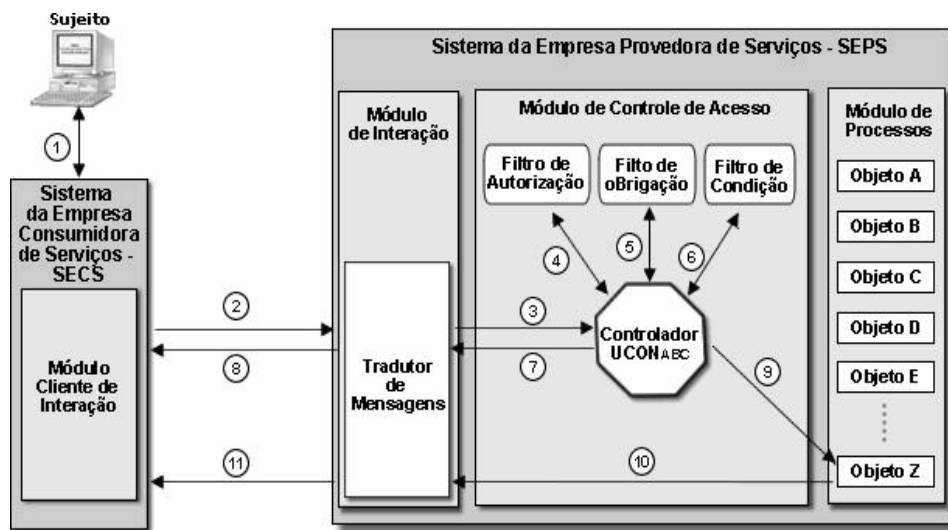 Sujeito
1
Sistema
da Empresa
Consumidora
de Serviços -
SECS
Módulo
Cliente de
Interação
2
8
11
Sistema da Empresa Provedora de Serviços - SEPS
Módulo
de Interação
Tradutor
de
Mensagens
Módulo de Controle de Acesso
Filtro de
Autorização
Filto de
oBrigação
Filtro de
Condição
4
5
6
3
7
Controlador
UCONABC
9
10
Módulo de
Processos
Objeto A
Objeto B
Objeto C
Objeto D
Objeto E
Objeto Z